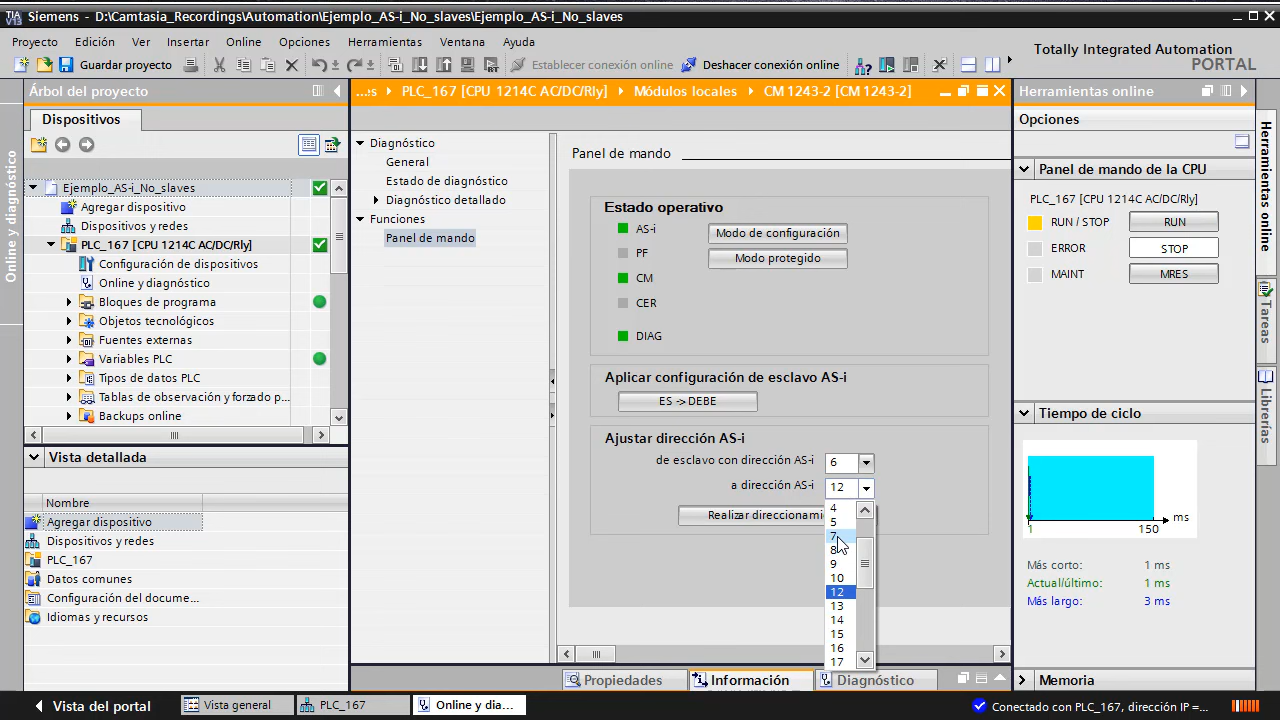 TIA
V13
Siemens - D:\Camtasia_Recordings\Automation\Ejemplo_AS-i_No_slaves\Ejemplo_AS-i_No_slaves
Proyecto Edición Ver Insertar Online Opciones Herramientas Ventana Ayuda
Totally Integrated Automation
PORTAL
Guardar proyecto
Establecer conexión online
Deshacer conexión online
Árbol del proyecto
Dispositivos
Online y diagnóstico
Ejemplo_AS-i_No_slaves
Agregar dispositivo
Dispositivos y redes
PLC_167 [CPU 1214C AC/DC/Rly]
Configuración de dispositivos
Online y diagnóstico
Bloques de programa
Objetos tecnológicos
Fuentes externas
Variables PLC
Tipos de datos PLC
Tablas de observación y forzado p...
Backups online
Vista detallada
Nombre
Agregar dispositivo
Dispositivos y redes
PLC_167
Datos comunes
Configuración del docume...
Idiomas y recursos
...es PLC_167 [CPU 1214C AC/DC/Rly] Módulos locales CM 1243-2 [CM 1243-2]
Diagnóstico
General
Estado de diagnóstico
Diagnóstico detallado
Funciones
Panel de mando
Panel de mando
Estado operativo
AS-i
PF
CM
CER
DIAG
Modo de configuración
Modo protegido
Aplicar configuración de esclavo AS-i
ES -> DEBE
Ajustar dirección AS-i
de esclavo con dirección AS-i 6
a dirección AS-i 12
Realizar direccionami
4
5
7
8
9
10
12
13
14
15
16
17
Propiedades
Información
Diagnóstico
Herramientas online
Opciones
Panel de mando de la CPU
PLC_167 [CPU 1214C AC/DC/Rly]
RUN / STOP RUN
ERROR STOP
MAINT MRES
Tiempo de ciclo
ms
1 150
Más corto: 1 ms
Actual/último: 1 ms
Más largo: 3 ms
Memoria
Herramientas online
Tareas
Librerías
Vista del portal
Vista general
PLC_167
Online y dia...
Conectado con PLC_167, dirección IP =...